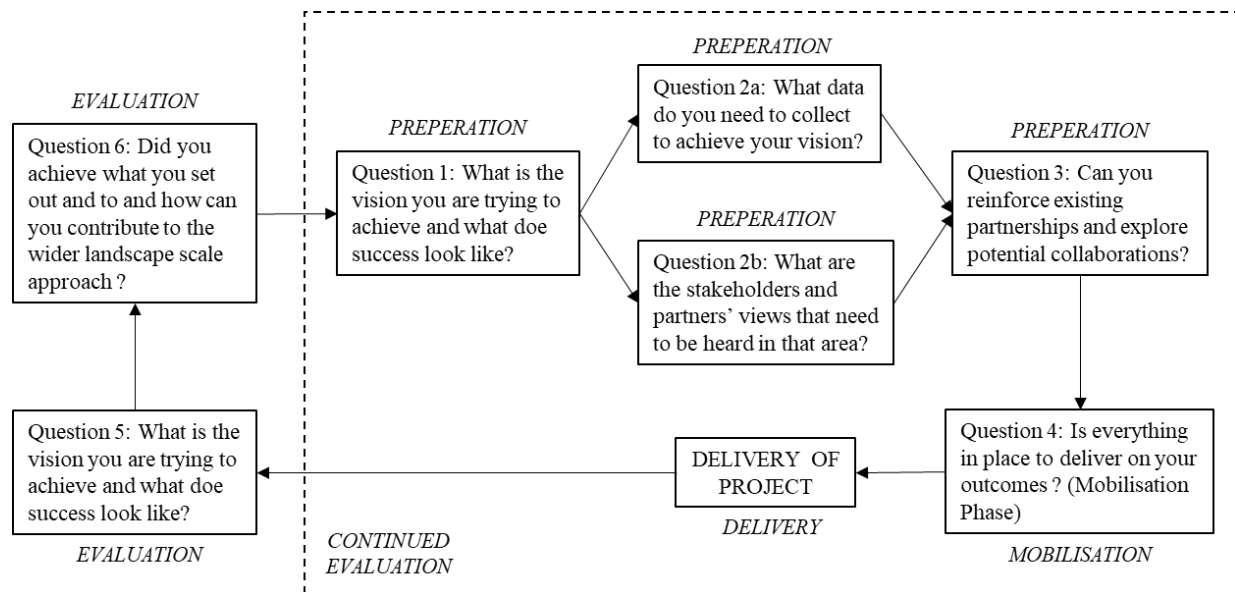 EVALUATION
Question 6: Did you
achieve what you set
out and to and how can
you contribute to the
wider landscape scale
approach ?
PREPERATION
Question 1: What is the
vision you are trying to
achieve and what doe
success look like?
PREPERATION
Question 2a: What data
do you need to collect
to achieve your vision?
PREPERATION
Question 2b: What are
the stakeholders and
partners’ views that need
to be heard in that area?
PREPERATION
Question 3: Can you
reinforce existing
partnerships and explore
potential collaborations?
Question 4: Is everything
in place to deliver on your
outcomes ? (Mobilisation
Phase)
MOBILISATION
DELIVERY OF
PROJECT
DELIVERY
Question 5: What is the
vision you are trying to
achieve and what doe
success look like?
EVALUATION
CONTINUED
EVALUATION